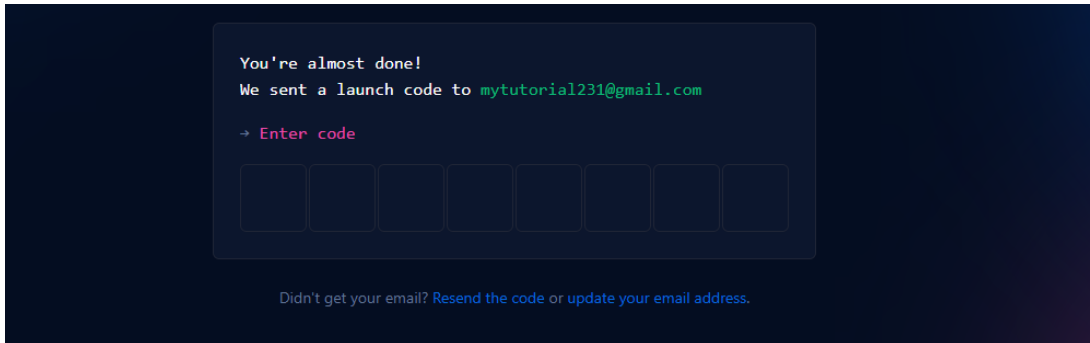 You're almost done!
We sent a launch code to mytutorial231@gmail.com
→ Enter code
Didn't get your email? Resend the code or update your email address.